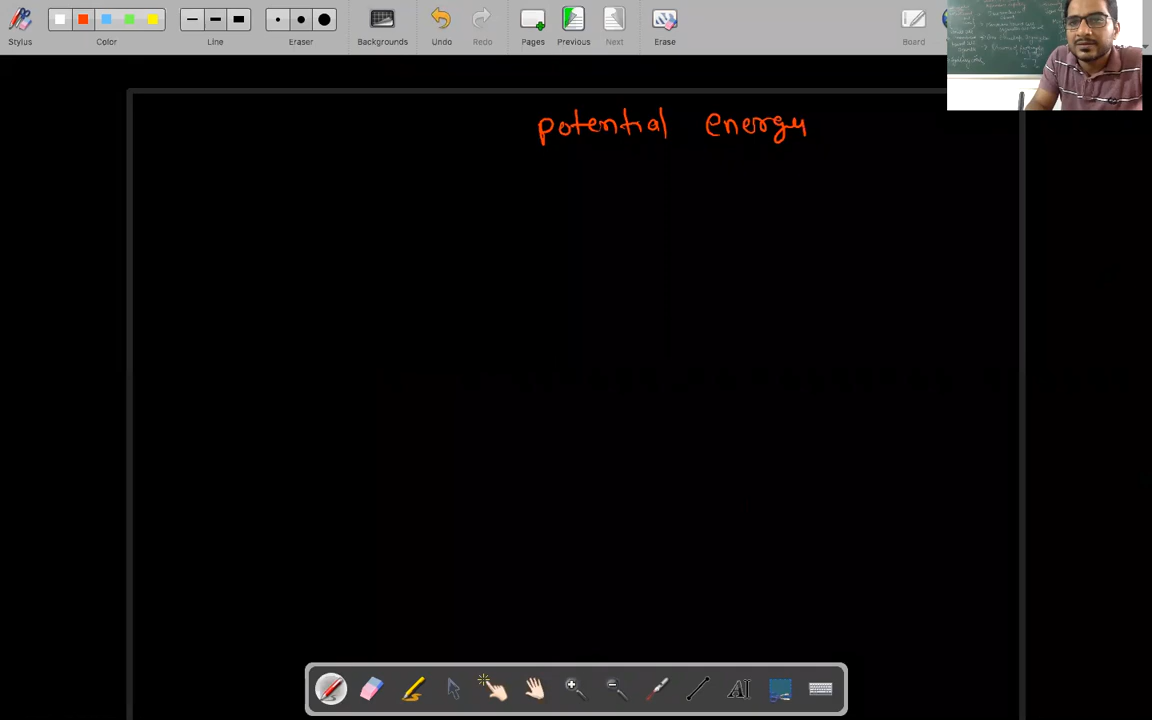 Stylus Color Line Eraser Backgrounds Undo Redo Pages Previous Next Erase Board
potential energy